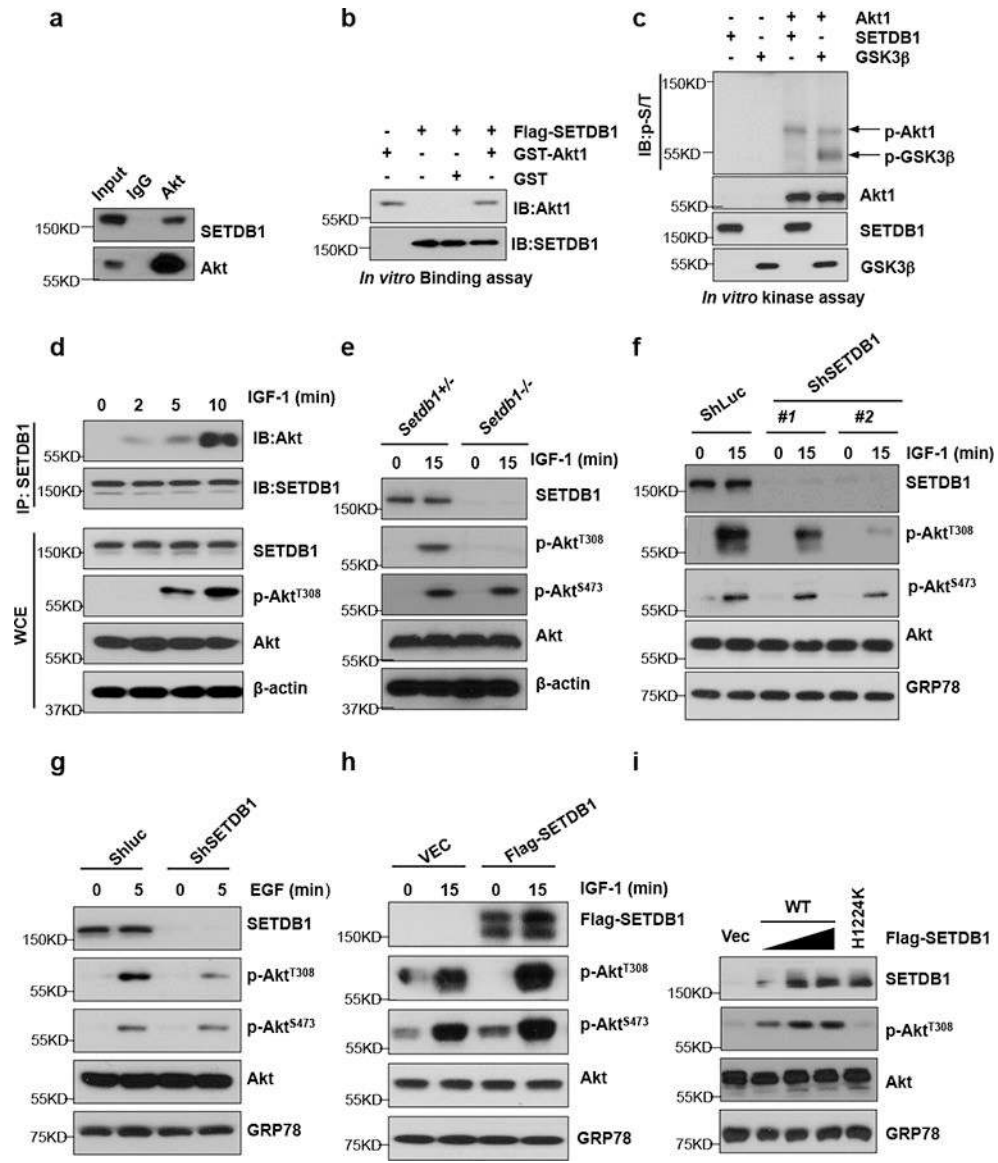 a
Input IgG Akt
150KD SETDB1
55KD Akt
b
- + + + Flag-SETDB1
+ - - + GST-Akt1
- - + - GST
55KD IB:Akt1
150KD IB:SETDB1
In vitro Binding assay
c
- - + + Akt1
+ - + - SETDB1
- + - + GSK3β
IB:p-S/T
150KD
p-Akt1
55KD
p-GSK3β
55KD Akt1
150KD SETDB1
55KD GSK3β
In vitro kinase assay
d
IGF-1 (min)
0 2 5 10
IP: SETDB1
55KD IB:Akt
150KD IB:SETDB1
WCE
150KD SETDB1
55KD p-AktT308
55KD Akt
37KD β-actin
e
Setdb1+/- Setdb1-/-
0 15 0 15 IGF-1 (min)
150KD SETDB1
55KD p-AktT308
55KD p-AktS473
55KD Akt
37KD β-actin
f
ShSETDB1
ShLuc #1 #2
0 15 0 15 0 15 IGF-1 (min)
150KD SETDB1
55KD p-AktT308
55KD p-AktS473
55KD Akt
75KD GRP78
g
Shluc ShSETDB1
0 5 0 5 EGF (min)
150KD SETDB1
55KD p-AktT308
55KD p-AktS473
55KD Akt
75KD GRP78
h
VEC Flag-SETDB1
0 15 0 15 IGF-1 (min)
150KD Flag-SETDB1
55KD p-AktT308
55KD p-AktS473
55KD Akt
75KD GRP78
i
Vec WT H1224K Flag-SETDB1
150KD SETDB1
55KD p-AktT308
55KD Akt
75KD GRP78